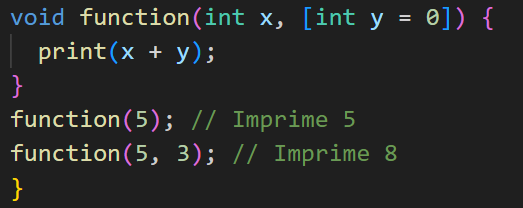 void function(int x, [int y = 0]) {
  print(x + y);
}
function(5); // Imprime 5
function(5, 3); // Imprime 8
}